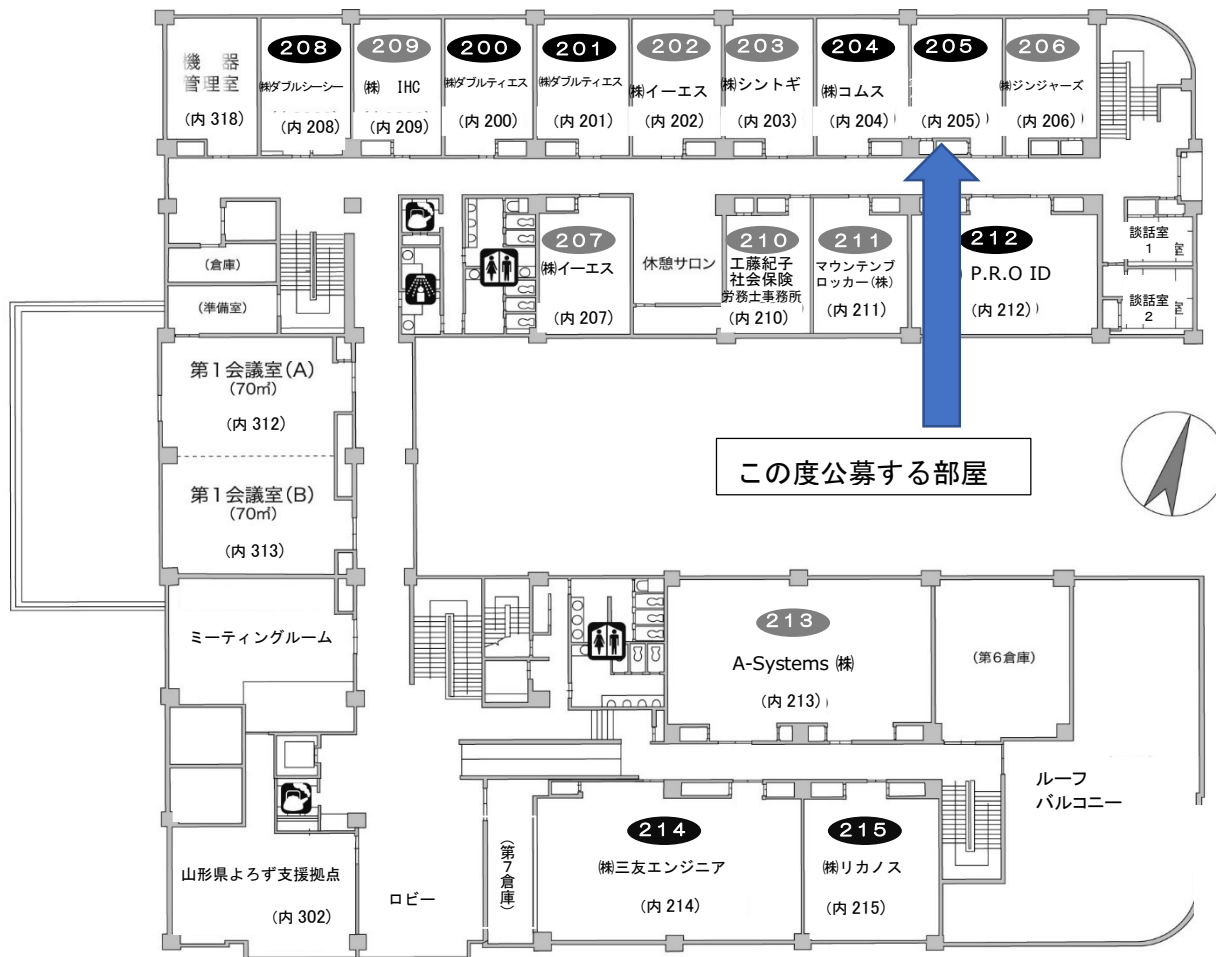 機 器
管理室
(内 318)
208
㈱ダブルシーシー
(内 208)
209
㈱ IHC
(内 209)
200
㈱ダブルティエス
(内 200)
201
㈱ダブルティエス
(内 201)
202
㈱イーエス
(内 202)
203
㈱シントギ
(内 203)
204
㈱コムス
(内 204)
205
(内 205)
206
㈱ジンジャーズ
(内 206)
207
㈱イーエス
(内 207)
休憩サロン
210
工藤紀子
社会保険
労務士事務所
(内 210)
211
マウンテンブ
ロッカー(株)
(内 211)
212
P.R.O ID
(内 212)
談話室
1
談話室
2
(倉庫)
(準備室)
第1会議室(A)
(70㎡)
(内 312)
第1会議室(B)
(70㎡)
(内 313)
この度公募する部屋
ミーティングルーム
213
A-Systems ㈱
(内 213)
(第6倉庫)
ルーフ
バルコニー
山形県よろず支援拠点
(内 302)
ロビー
(第7倉庫)
214
㈱三友エンジニア
(内 214)
215
㈱リカノス
(内 215)